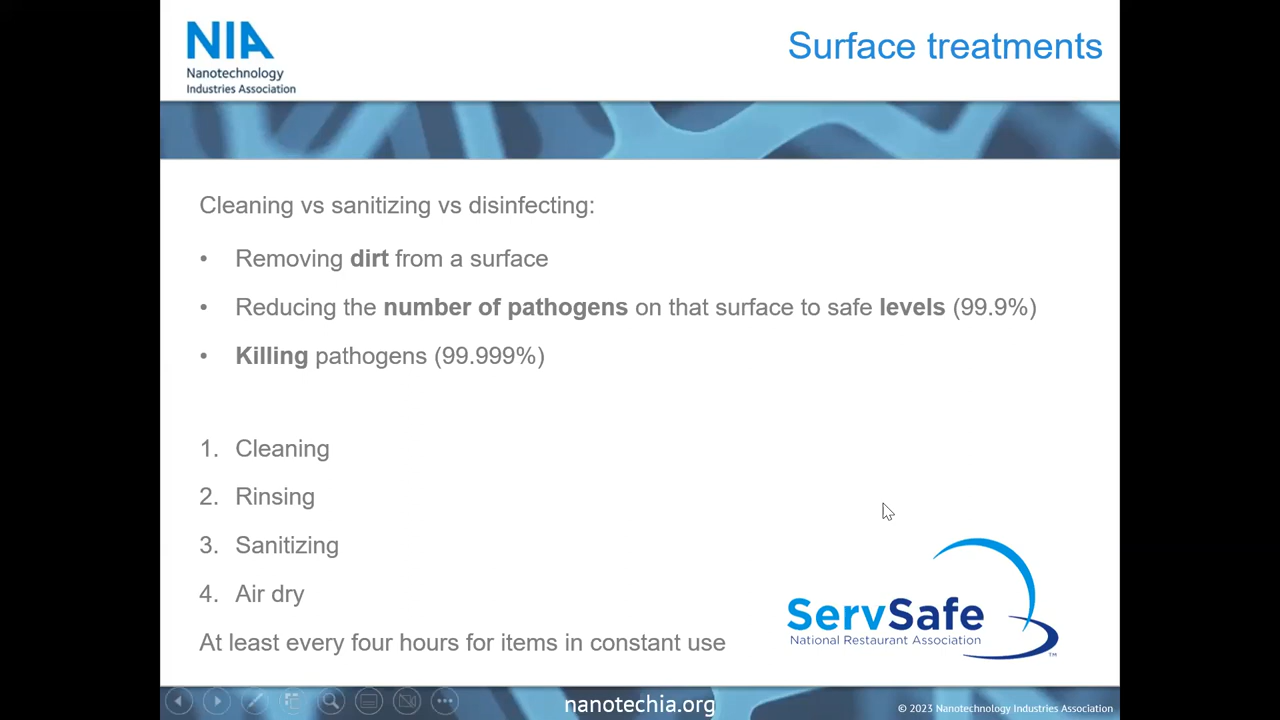 NIA
Nanotechnology
Industries Association
Surface treatments
Cleaning vs sanitizing vs disinfecting:
• Removing dirt from a surface
• Reducing the number of pathogens on that surface to safe levels (99.9%)
• Killing pathogens (99.999%)
1. Cleaning
2. Rinsing
3. Sanitizing
4. Air dry
At least every four hours for items in constant use
ServSafe
National Restaurant Association
TM
nanotechia.org
© 2023 Nanotechnology Industries Association